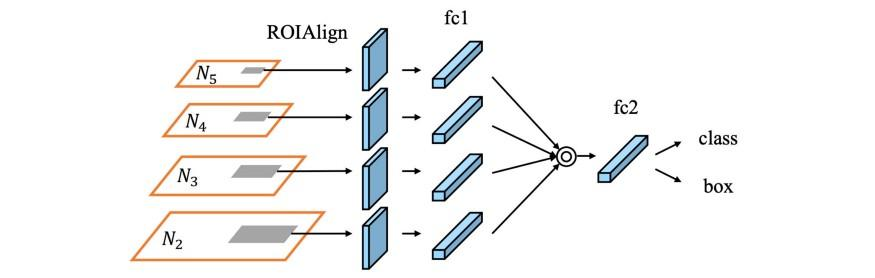 ROIAlign
fc1
N5
N4
N3
N2
fc2
class
box